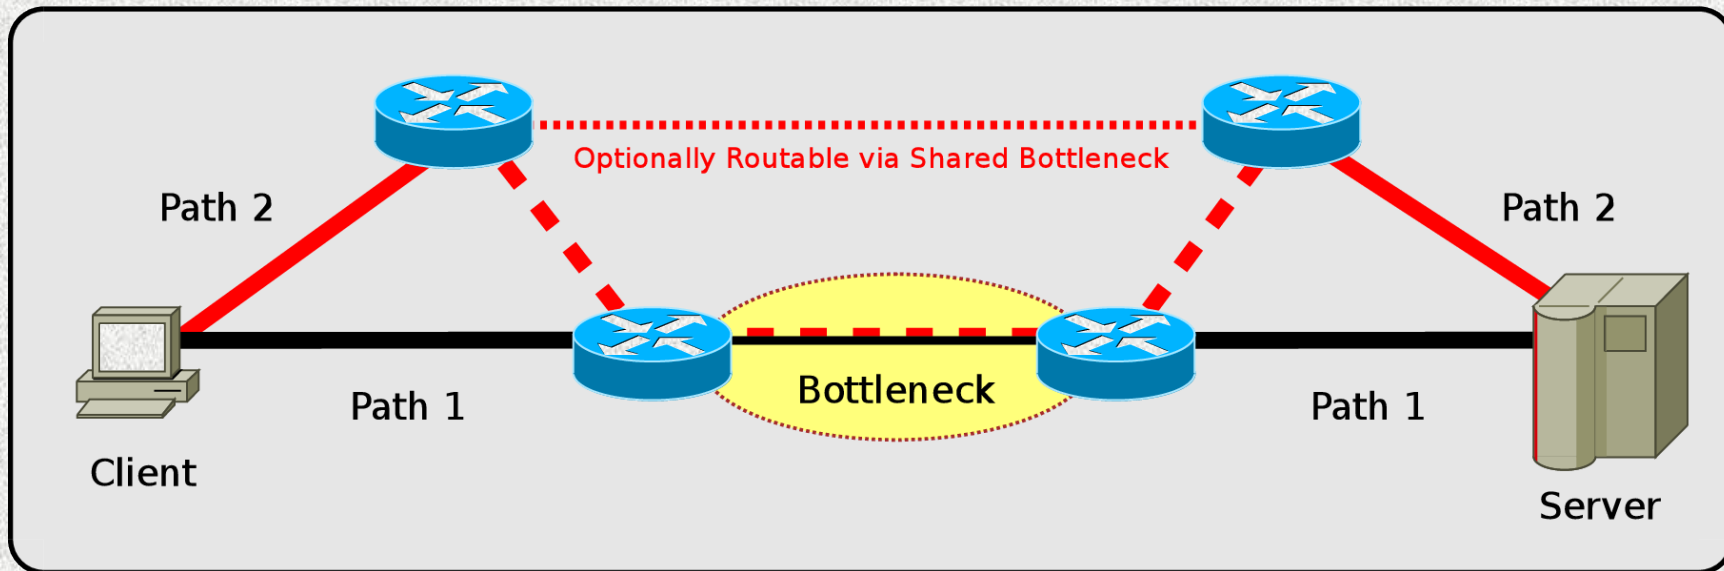 Optionally Routable via Shared Bottleneck
Path 2
Path 2
Bottleneck
Path 1
Path 1
Client
Server